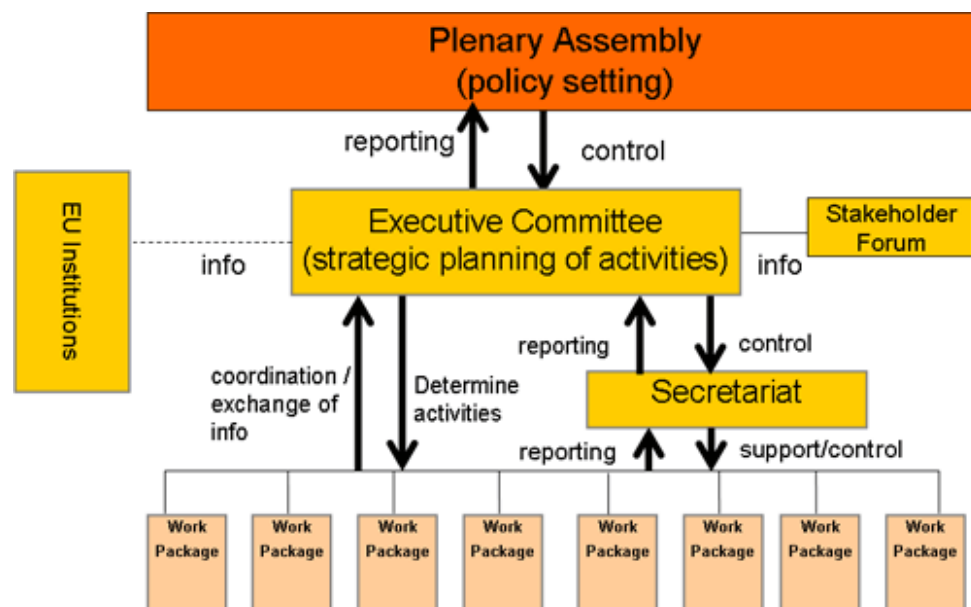 Plenary Assembly
(policy setting)
reporting
control
EU Institutions
Executive Committee
(strategic planning of activities)
Stakeholder
Forum
info
info
reporting
control
coordination /
exchange of
info
Determine
activities
Secretariat
reporting
support/control
Work
Package
Work
Package
Work
Package
Work
Package
Work
Package
Work
Package
Work
Package
Work
Package